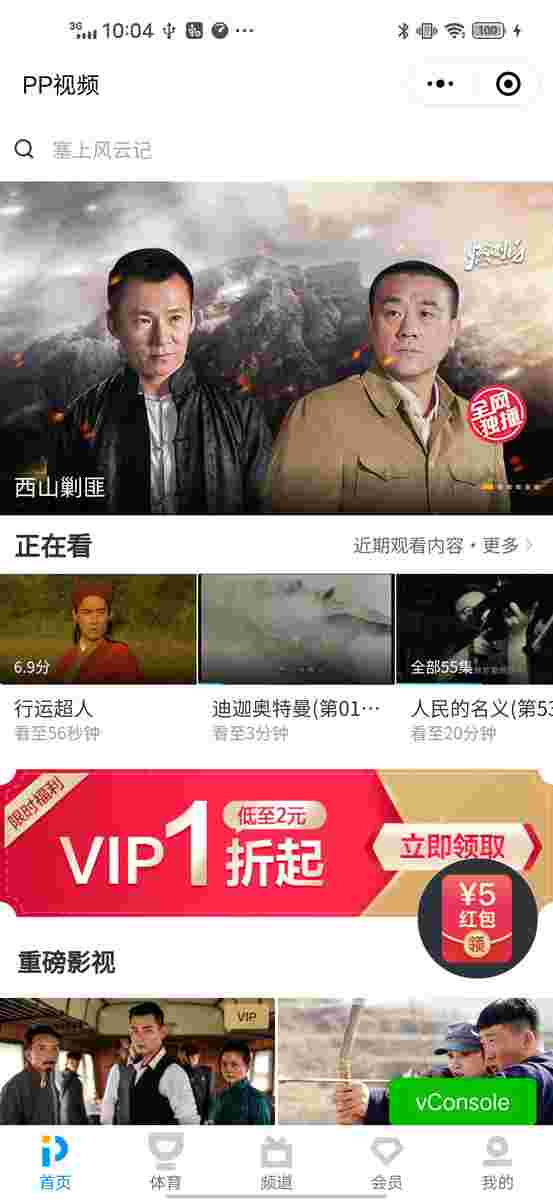 3G 10:04 100
PP视频
塞上风云记
全网
独播
西山剿匪
正在看
近期观看内容·更多
6.9分
全部55集
行运超人
迪迦奥特曼(第01…
人民的名义(第53
看至56秒钟
看至3分钟
看至20分钟
限时福利
VIP1折起
低至2元
立即领取
¥5
红包
领
重磅影视
VIP
vConsole
首页
体育
频道
会员
我的